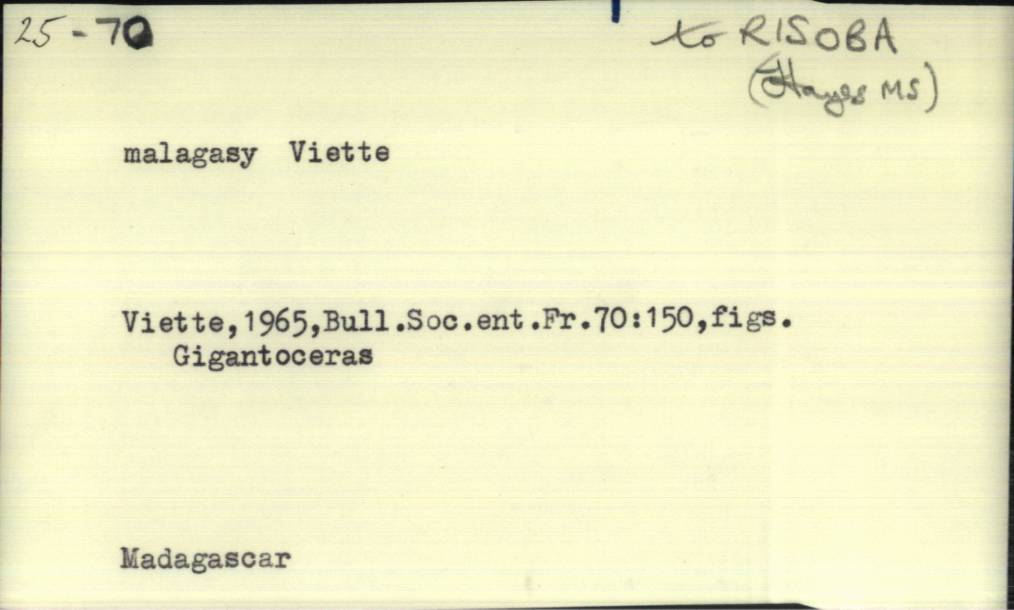 25-70
to RISOBA
(Hayes MS)
malagasy Viette
Viette,1965,Bull.Soc.ent.Fr.70:150,figs.
Gigantoceras
Madagascar